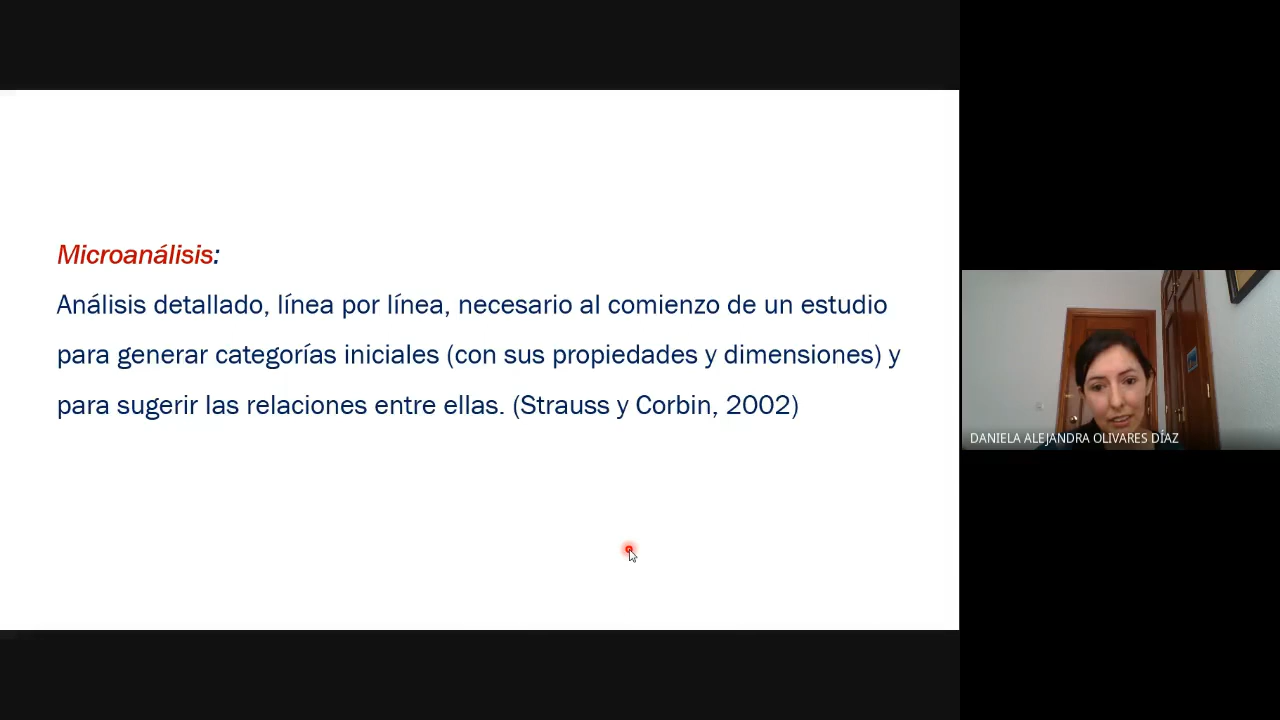 Microanálisis:
Análisis detallado, línea por línea, necesario al comienzo de un estudio
para generar categorías iniciales (con sus propiedades y dimensiones) y
para sugerir las relaciones entre ellas. (Strauss y Corbin, 2002)
DANIELA ALEJANDRA OLIVARES DÍAZ